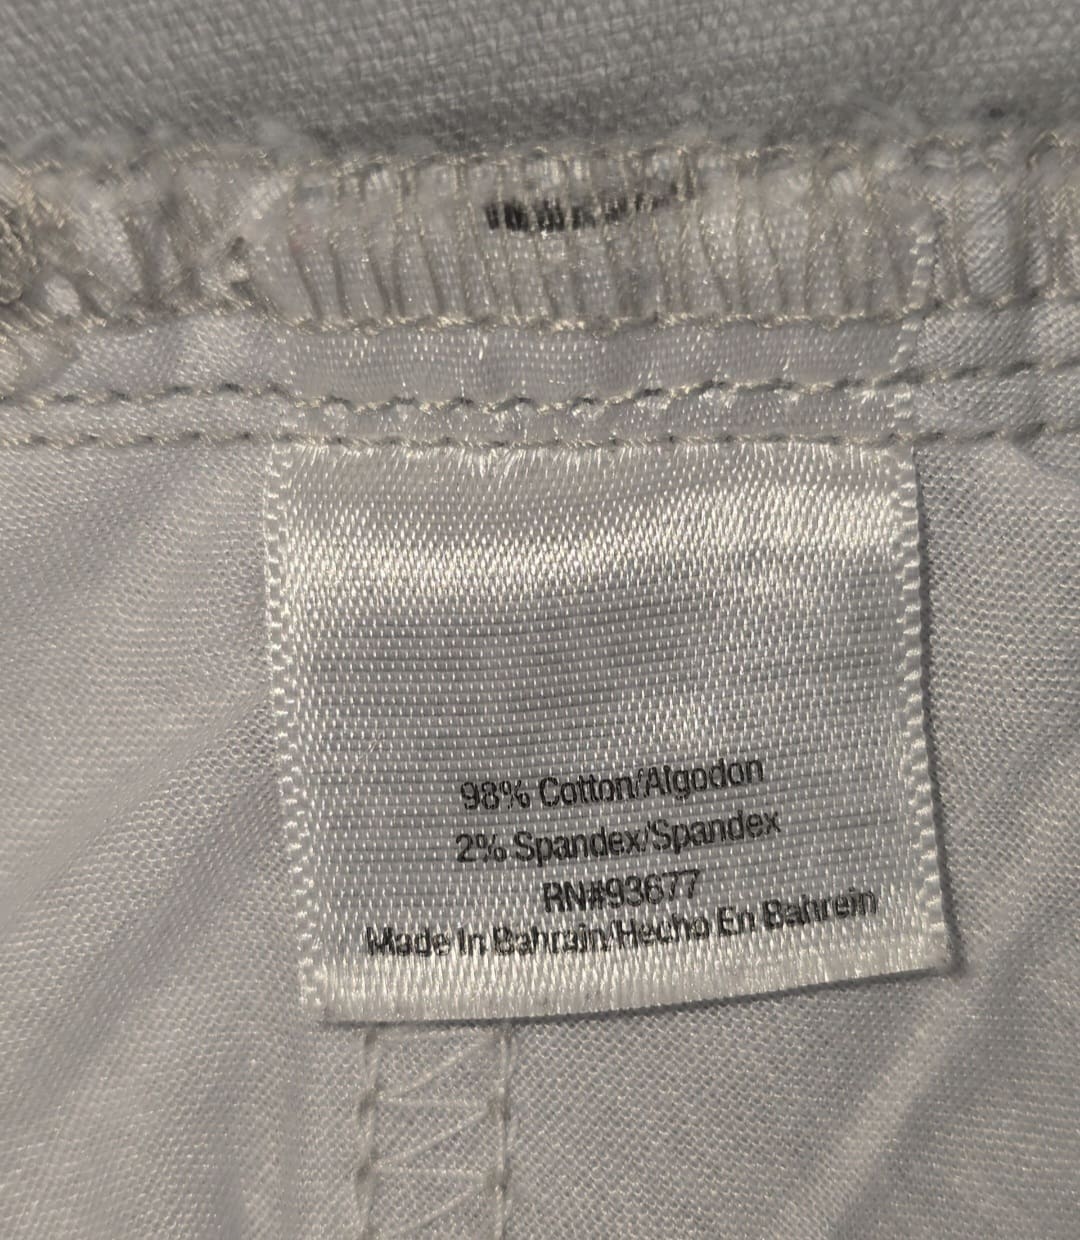 98% Cotton/Algodon
2% Spandex/Spandex
RN#93677
Made In Bahrain/Hecho En Bahrein